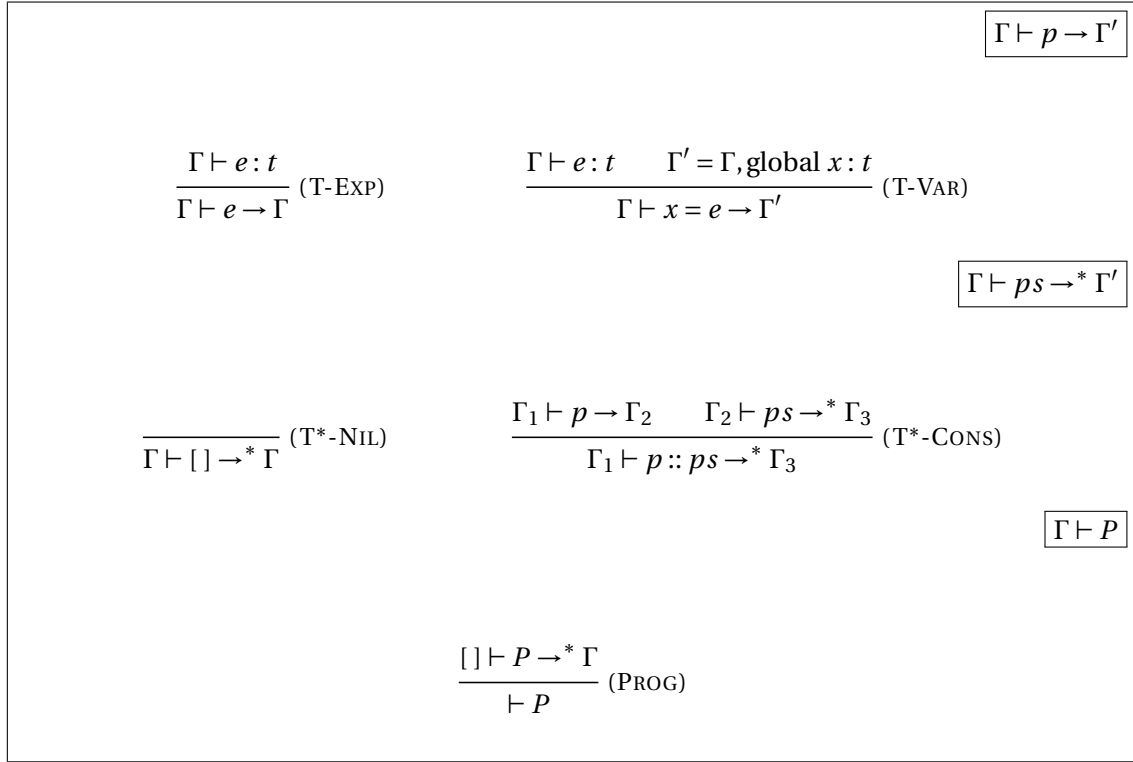 Γ ⊢ p → Γ′
Γ ⊢ e : t
Γ ⊢ e → Γ (T-EXP)
Γ ⊢ e : t Γ′ = Γ, global x : t
Γ ⊢ x = e → Γ′ (T-VAR)
Γ ⊢ ps →* Γ′
Γ ⊢ [ ] →* Γ (T*-NIL)
Γ₁ ⊢ p → Γ₂ Γ₂ ⊢ ps →* Γ₃
Γ₁ ⊢ p :: ps →* Γ₃ (T*-CONS)
Γ ⊢ P
[ ] ⊢ P →* Γ
⊢ P (PROG)